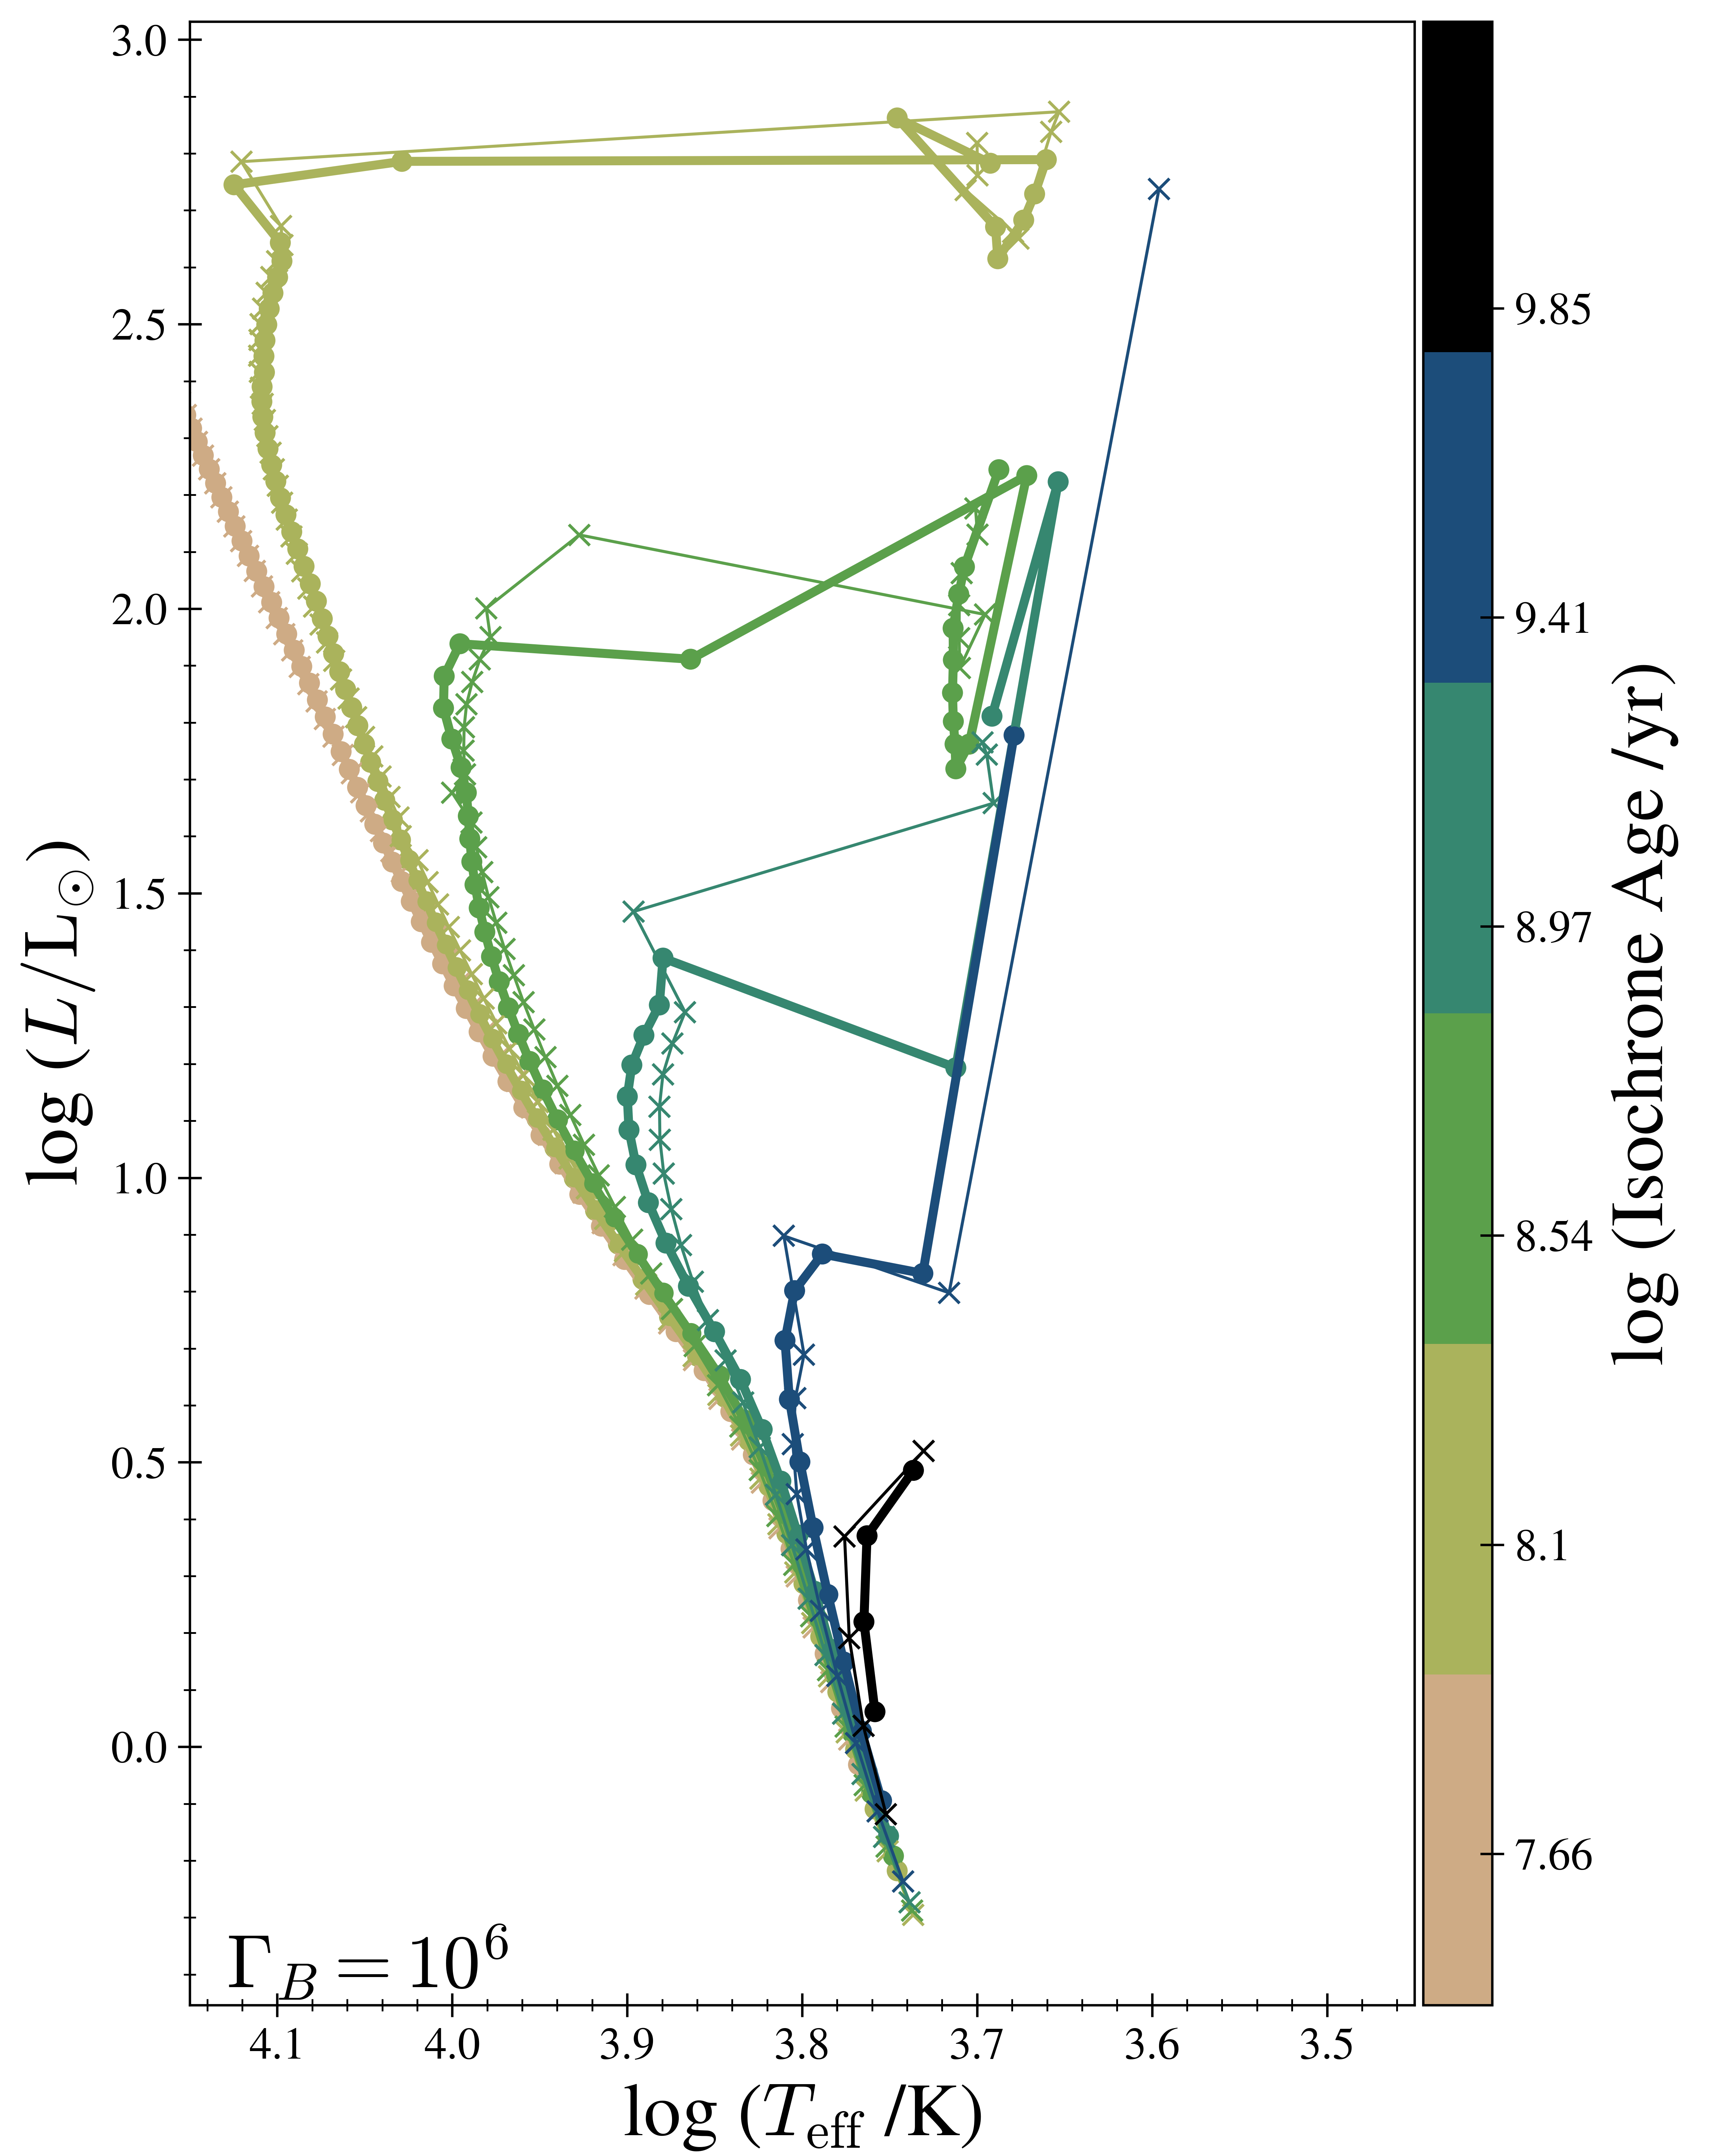 3.0
2.5
2.0
1.5
1.0
0.5
0.0
log (L/L☉)
4.1 4.0 3.9 3.8 3.7 3.6 3.5
log (T_eff /K)
Γ_B = 10^6
9.85
9.41
8.97
8.54
8.1
7.66
log (Isochrone Age /yr)